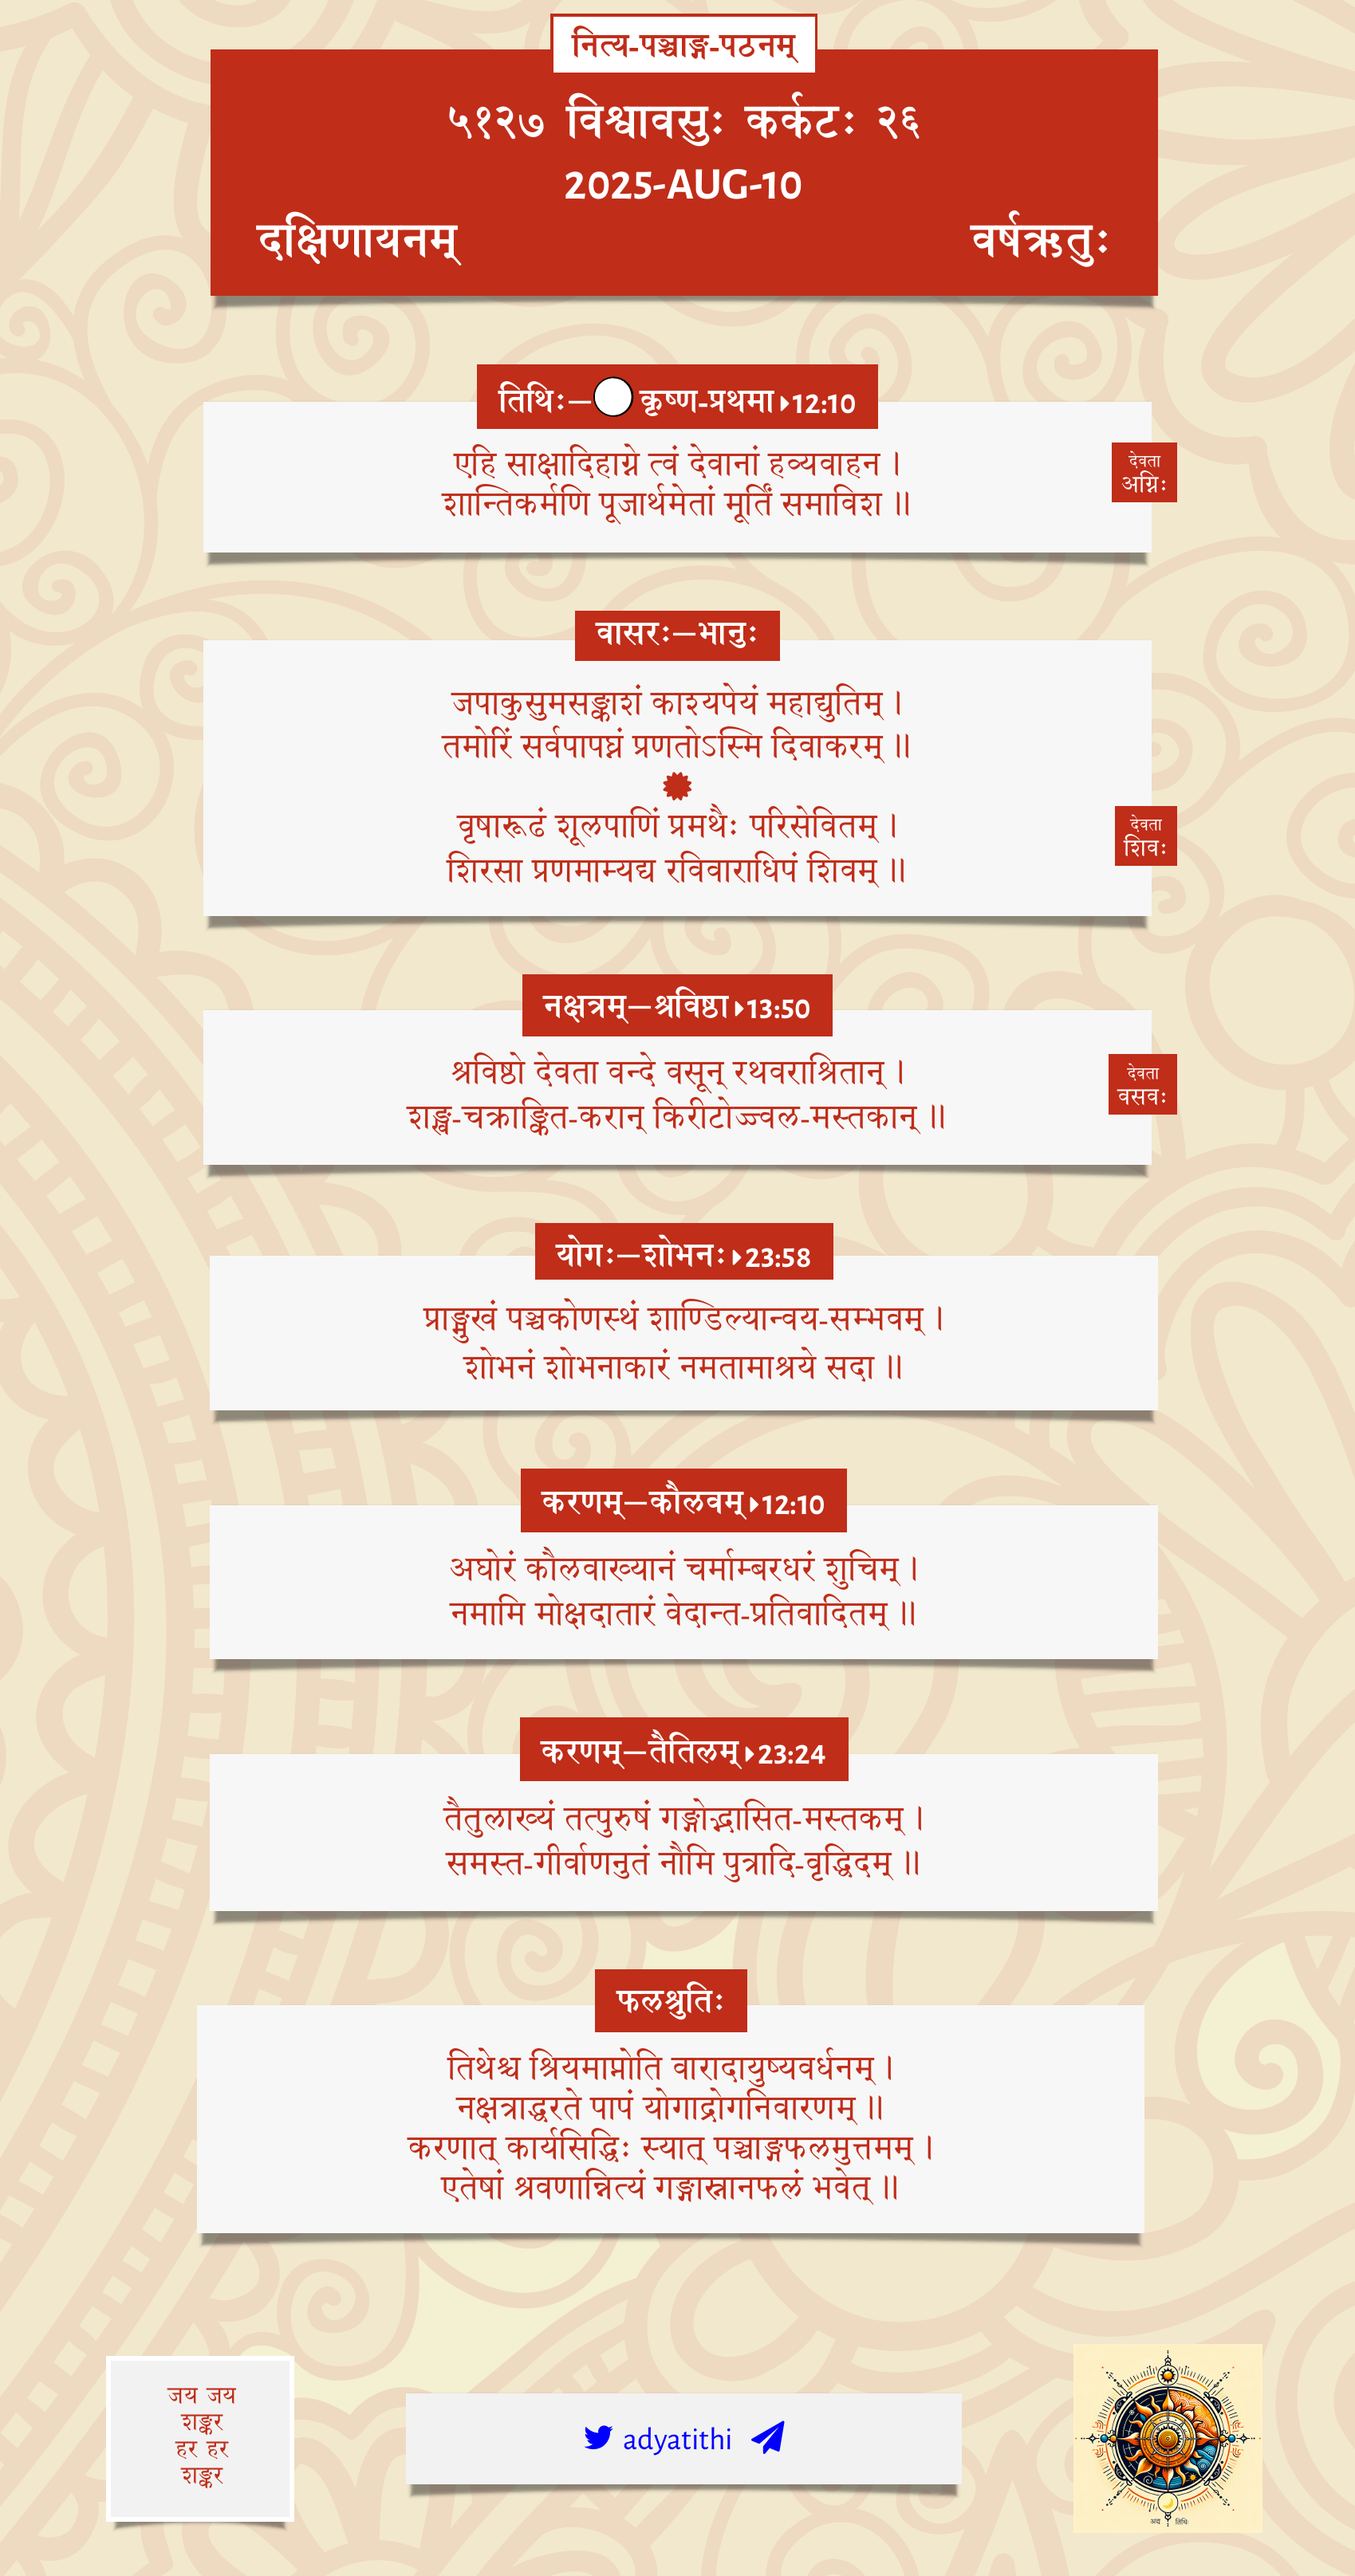 नित्य-पञ्चाङ्ग-पठनम्
५१२७ विश्वावसुः कर्कटः २६
2025-AUG-10
दक्षिणायनम् वर्षऋतुः
तिथिः— कृष्ण-प्रथमा 12:10
एहि साक्षादिहाग्ने त्वं देवानां हव्यवाहन ।
शान्तिकर्मणि पूजार्थमेतां मूर्तिं समाविश ॥
देवता
अग्निः
वासरः—भानुः
जपाकुसुमसङ्काशं काश्यपेयं महाद्युतिम् ।
तमोरिं सर्वपापघ्नं प्रणतोऽस्मि दिवाकरम् ॥
वृषारूढं शूलपाणिं प्रमथैः परिसेवितम् ।
शिरसा प्रणमाम्यद्य रविवाराधिपं शिवम् ॥
देवता
शिवः
नक्षत्रम्—श्रविष्ठा 13:50
श्रविष्ठो देवता वन्दे वसून् रथवराश्रितान् ।
शङ्ख-चक्राङ्कित-करान् किरीटोज्ज्वल-मस्तकान् ॥
देवता
वसवः
योगः—शोभनः 23:58
प्राङ्मुखं पञ्चकोणस्थं शाण्डिल्यान्वय-सम्भवम् ।
शोभनं शोभनाकारं नमतामाश्रये सदा ॥
करणम्—कौलवम् 12:10
अघोरं कौलवाख्यानं चर्माम्बरधरं शुचिम् ।
नमामि मोक्षदातारं वेदान्त-प्रतिवादितम् ॥
करणम्—तैतिलम् 23:24
तैतुलाख्यं तत्पुरुषं गङ्गोद्भासित-मस्तकम् ।
समस्त-गीर्वाणनुतं नौमि पुत्रादि-वृद्धिदम् ॥
फलश्रुतिः
तिथेश्च श्रियमाप्नोति वारादायुष्यवर्धनम् ।
नक्षत्राद्धरते पापं योगाद्रोगनिवारणम् ॥
करणात् कार्यसिद्धिः स्यात् पञ्चाङ्गफलमुत्तमम् ।
एतेषां श्रवणान्नित्यं गङ्गास्नानफलं भवेत् ॥
जय जय
शङ्कर
हर हर
शङ्कर
adyatithi
अद्य तिथि